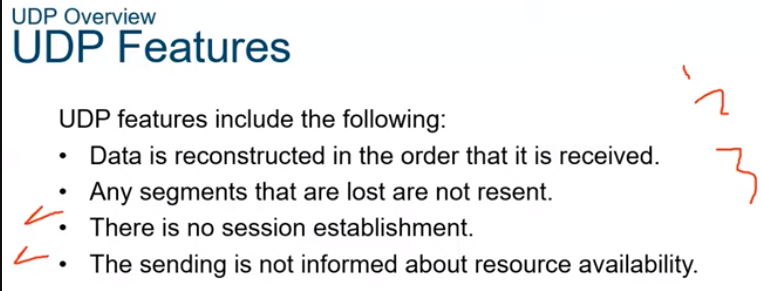 UDP Overview
UDP Features
UDP features include the following:
• Data is reconstructed in the order that it is received.
• Any segments that are lost are not resent.
• There is no session establishment.
• The sending is not informed about resource availability.